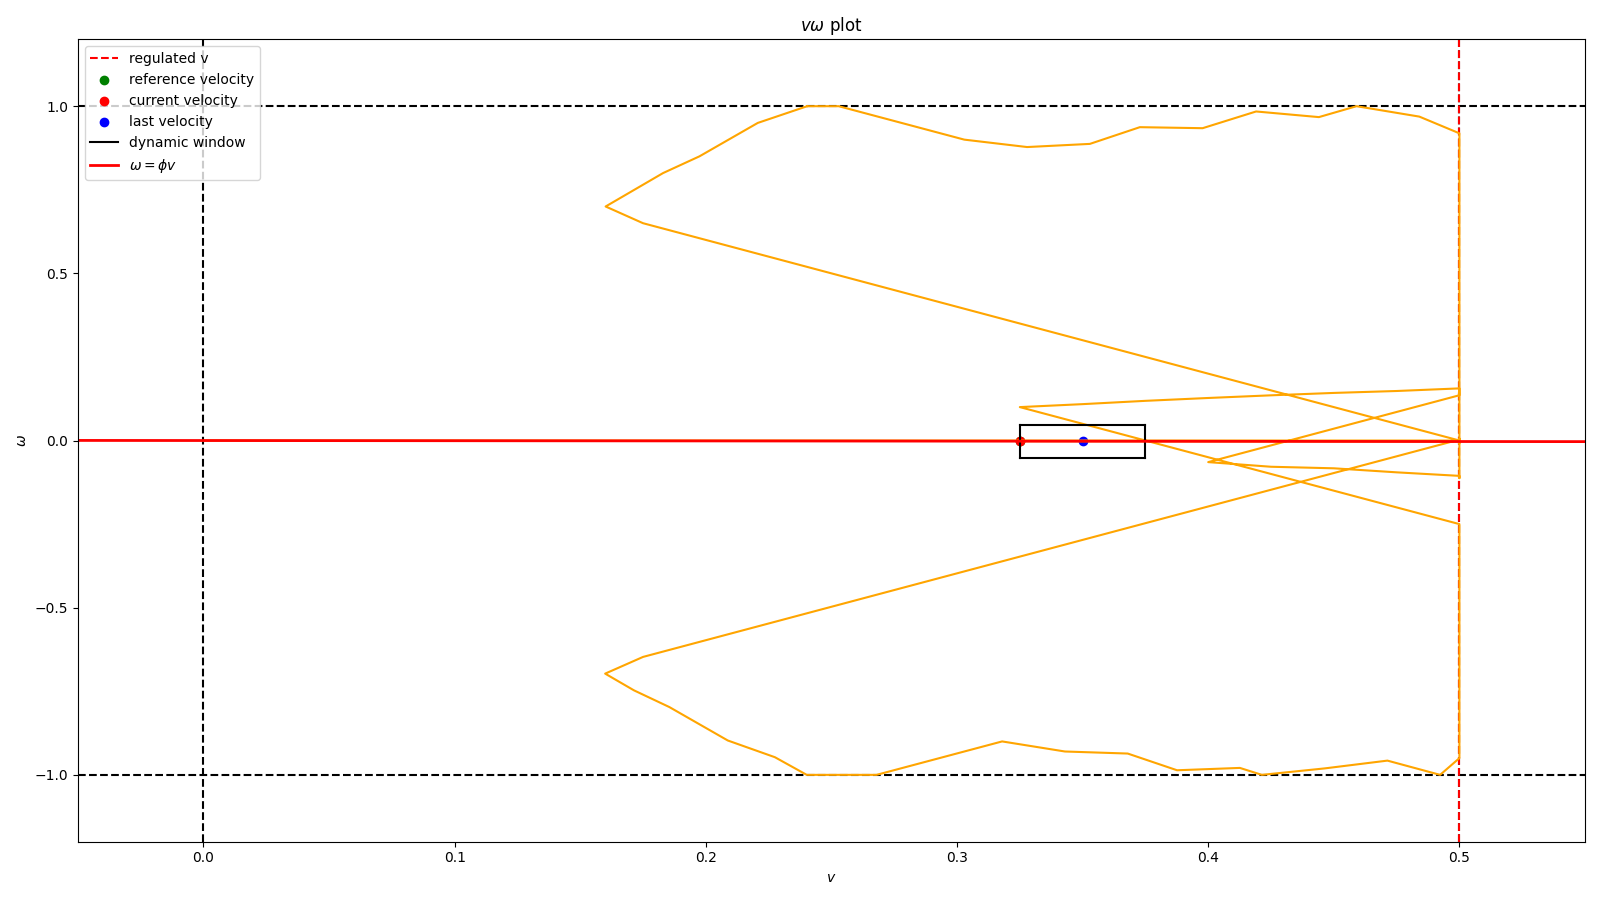 vω plot
regulated v
reference velocity
current velocity
last velocity
dynamic window
ω = ϕv
1.0
0.5
0.0
−0.5
−1.0
ω
0.0 0.1 0.2 0.3 0.4 0.5
v